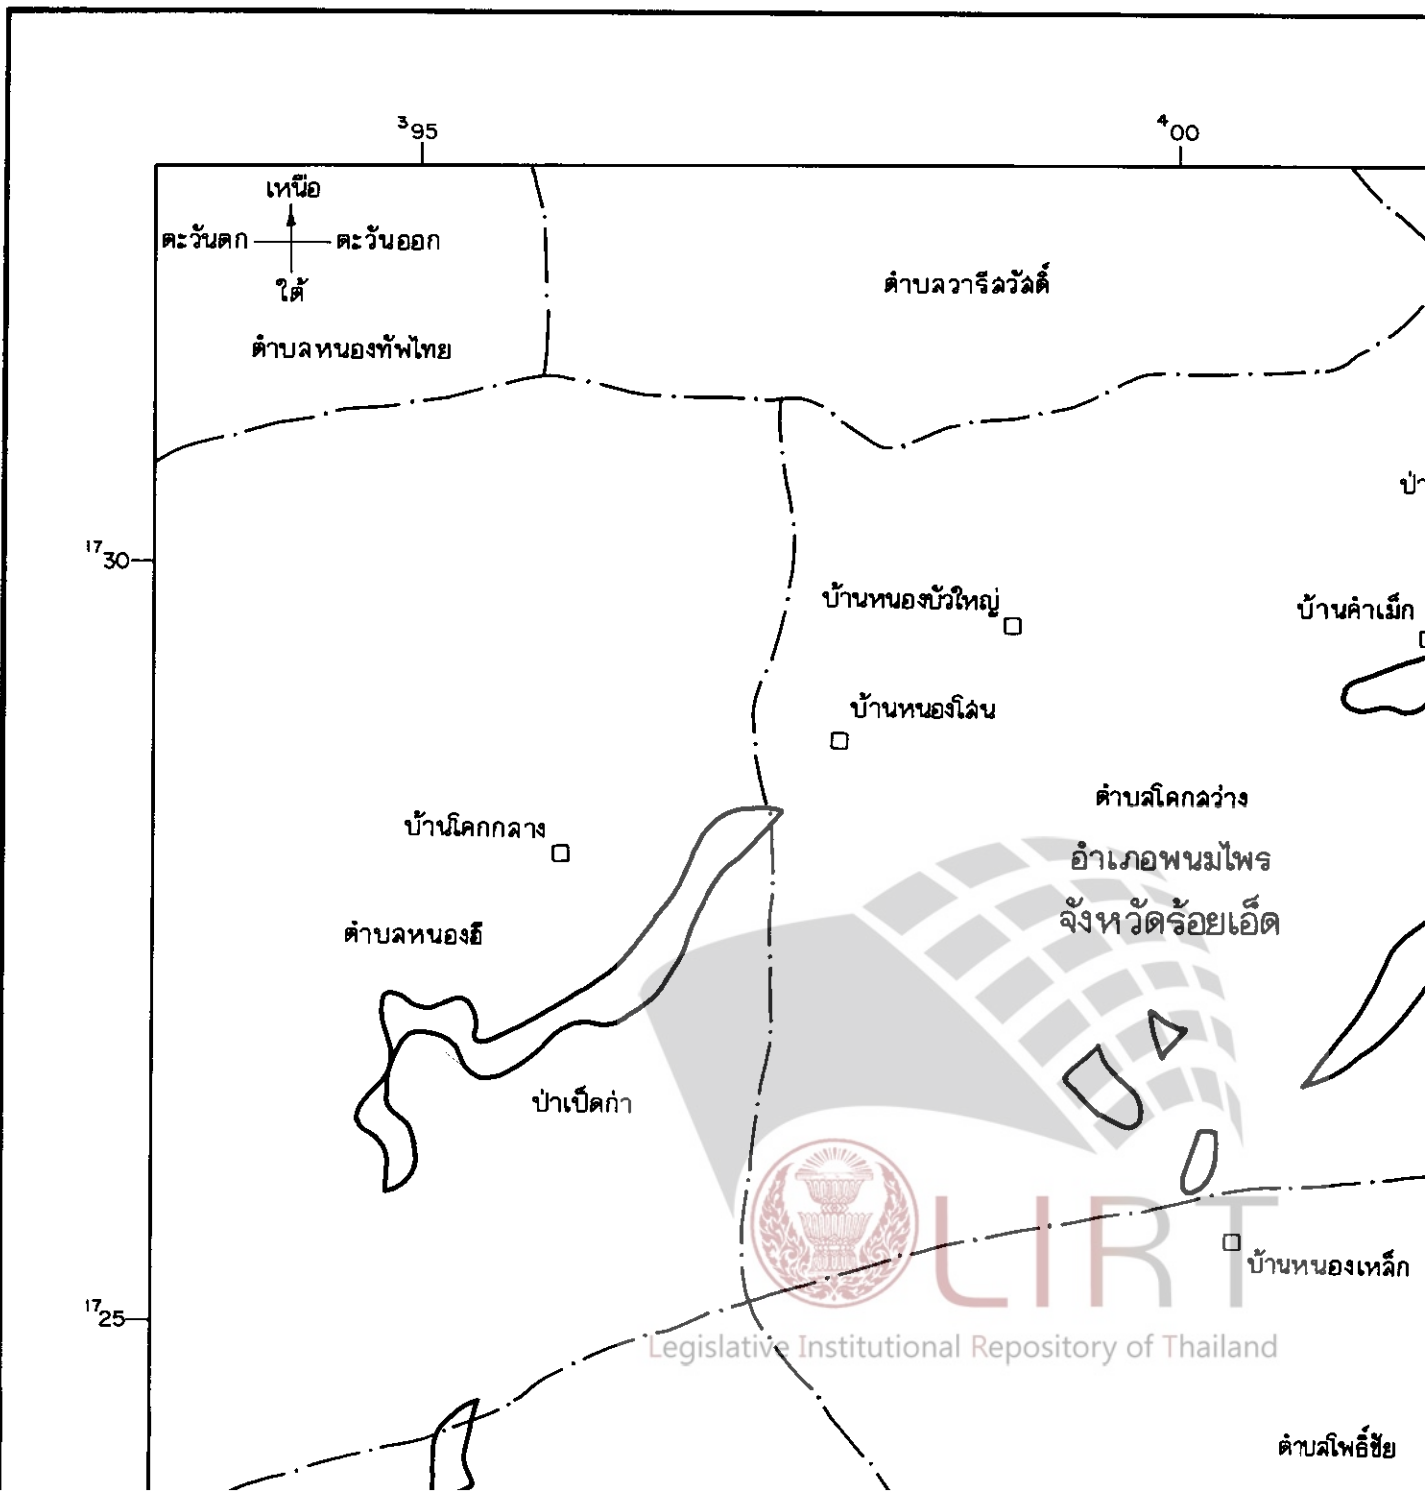 ³95
⁴00
เหนือ
ตะวันตก
ตะวันออก
ใต้
ตำบลวารีสวัสดิ์
ตำบลหนองทัพไทย
ป่า
¹⁷30
บ้านหนองบัวใหญ่
บ้านคำเม็ก
บ้านหนองโสน
ตำบลโคกสว่าง
บ้านโคกกลาง
อำเภอพนมไพร
จังหวัดร้อยเอ็ด
ตำบลหนองฮี
ป่าเป็ดก่า
LIRT
บ้านหนองเหล็ก
¹⁷25
Legislative Institutional Repository of Thailand
ตำบลโพธิ์ชัย